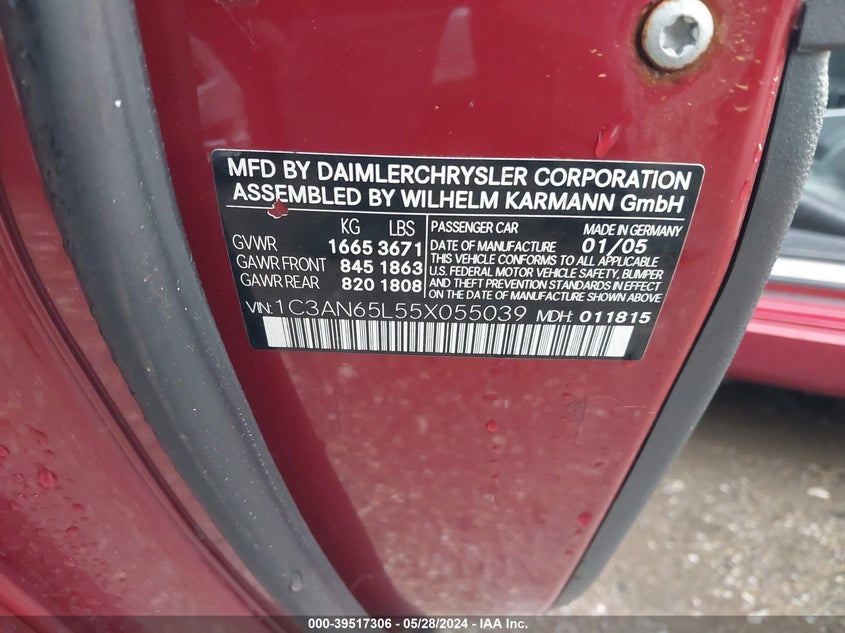 MFD BY DAIMLERCHRYSLER CORPORATION
ASSEMBLED BY WILHELM KARMANN GmbH
KG LBS
GVWR 1665 3671
GAWR FRONT 845 1863
GAWR REAR 820 1808
PASSENGER CAR MADE IN GERMANY
DATE OF MANUFACTURE 01/05
THIS VEHICLE CONFORMS TO ALL APPLICABLE
U.S. FEDERAL MOTOR VEHICLE SAFETY, BUMPER
AND THEFT PREVENTION STANDARDS IN EFFECT
ON THE DATE OF MANUFACTURE SHOWN ABOVE.
VIN: 1C3AN65L55X055039 MDH: 011815
000-39517306 - 05/28/2024 - IAA Inc.